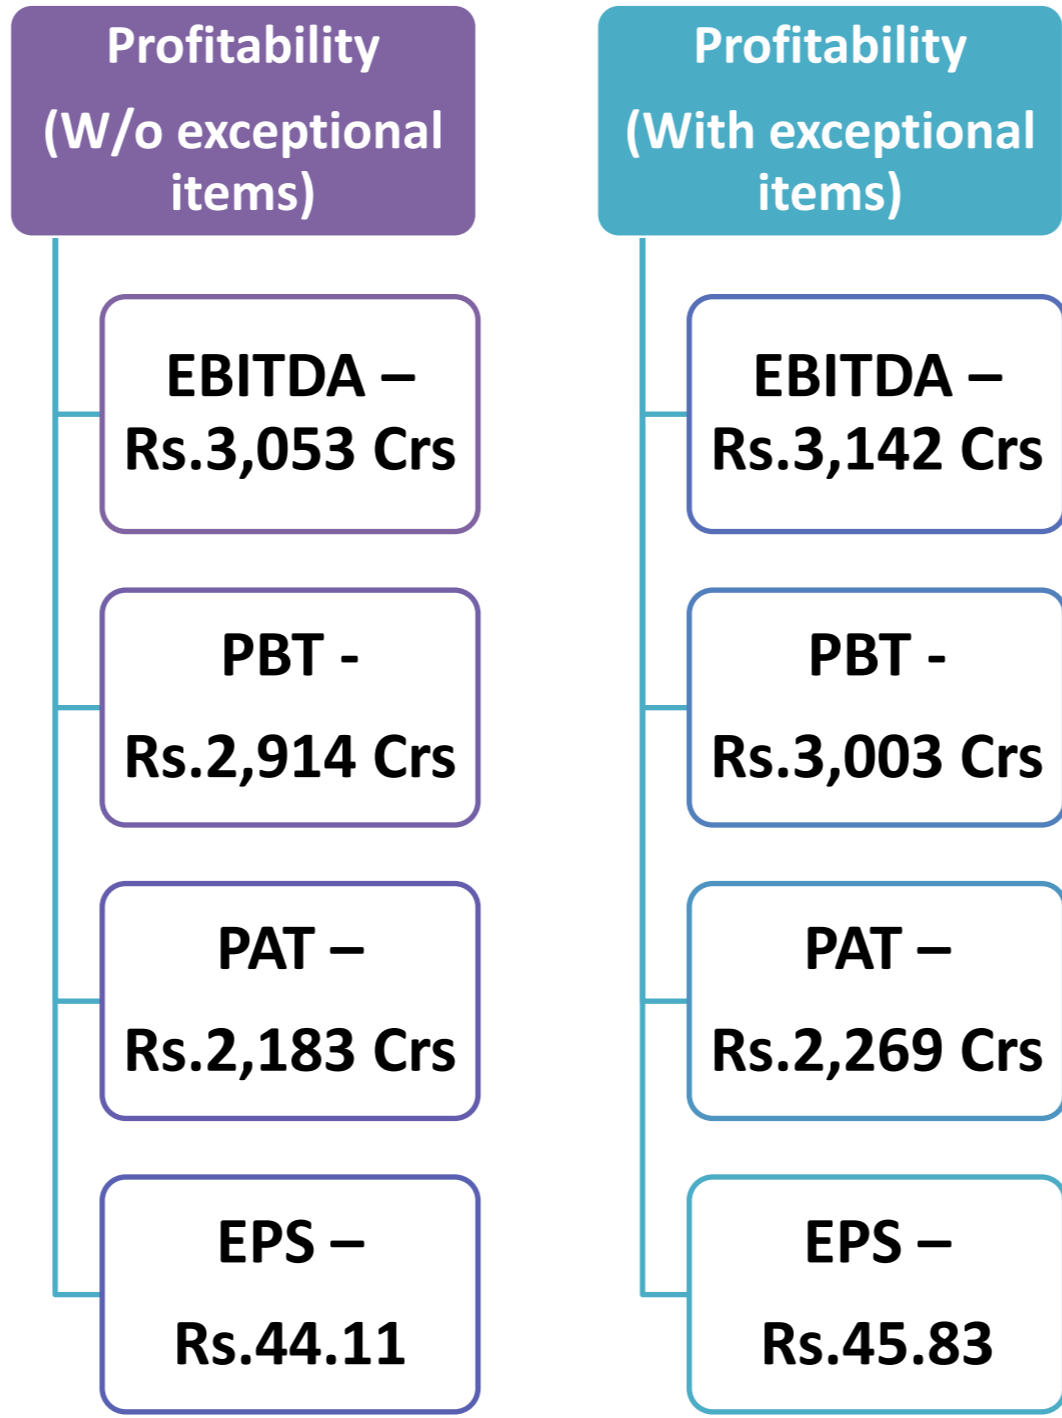 Profitability
(W/o exceptional
items)
EBITDA –
Rs.3,053 Crs
PBT -
Rs.2,914 Crs
PAT –
Rs.2,183 Crs
EPS –
Rs.44.11
Profitability
(With exceptional
items)
EBITDA –
Rs.3,142 Crs
PBT -
Rs.3,003 Crs
PAT –
Rs.2,269 Crs
EPS –
Rs.45.83